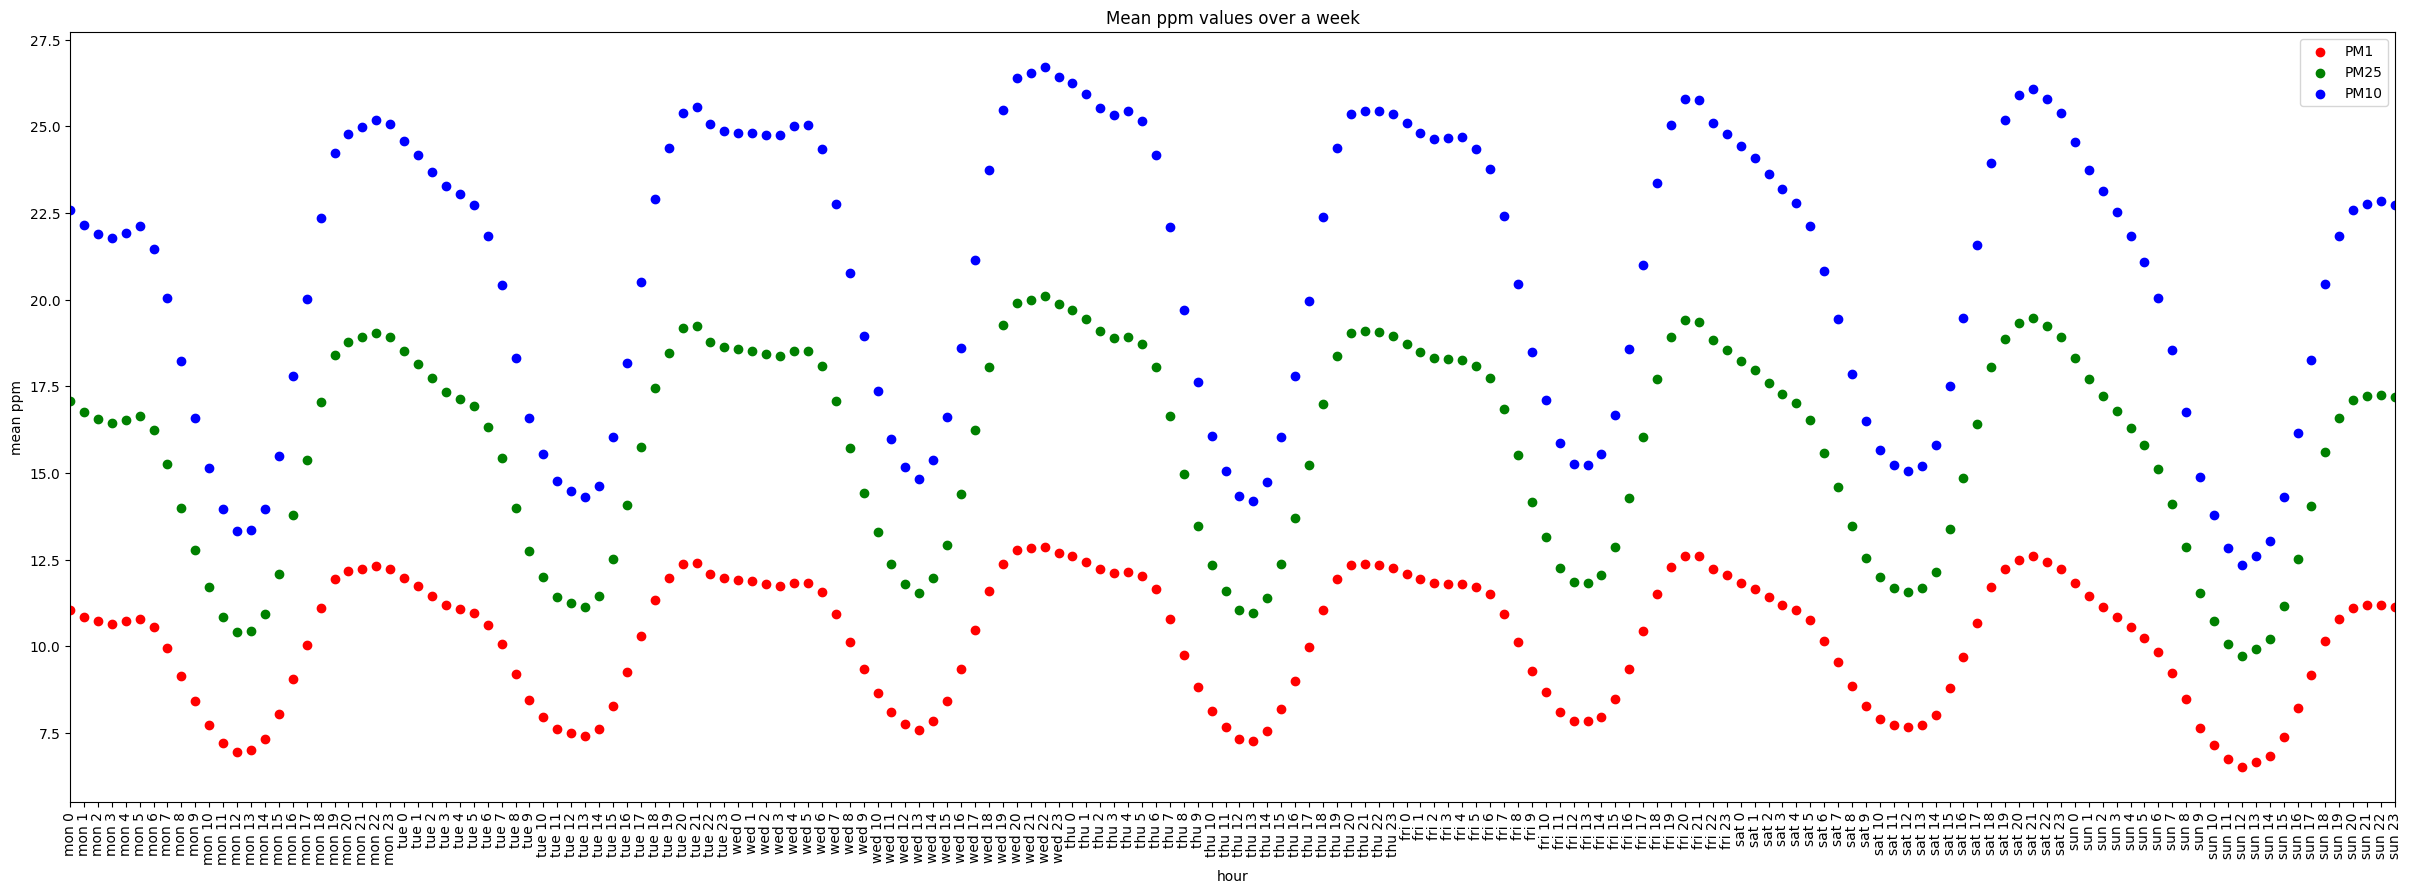 Mean ppm values over a week
27.5
25.0
22.5
20.0
17.5
15.0
12.5
10.0
7.5
mean ppm
PM1
PM25
PM10
mon 0
mon 1
mon 2
mon 3
mon 4
mon 5
mon 6
mon 7
mon 8
mon 9
mon 10
mon 11
mon 12
mon 13
mon 14
mon 15
mon 16
mon 17
mon 18
mon 19
mon 20
mon 21
mon 22
mon 23
tue 0
tue 1
tue 2
tue 3
tue 4
tue 5
tue 6
tue 7
tue 8
tue 9
tue 10
tue 11
tue 12
tue 13
tue 14
tue 15
tue 16
tue 17
tue 18
tue 19
tue 20
tue 21
tue 22
tue 23
wed 0
wed 1
wed 2
wed 3
wed 4
wed 5
wed 6
wed 7
wed 8
wed 9
wed 10
wed 11
wed 12
wed 13
wed 14
wed 15
wed 16
wed 17
wed 18
wed 19
wed 20
wed 21
wed 22
wed 23
thu 0
thu 1
thu 2
thu 3
thu 4
thu 5
thu 6
thu 7
thu 8
thu 9
thu 10
thu 11
thu 12
thu 13
thu 14
thu 15
thu 16
thu 17
thu 18
thu 19
thu 20
thu 21
thu 22
thu 23
fri 0
fri 1
fri 2
fri 3
fri 4
fri 5
fri 6
fri 7
fri 8
fri 9
fri 10
fri 11
fri 12
fri 13
fri 14
fri 15
fri 16
fri 17
fri 18
fri 19
fri 20
fri 21
fri 22
fri 23
sat 0
sat 1
sat 2
sat 3
sat 4
sat 5
sat 6
sat 7
sat 8
sat 9
sat 10
sat 11
sat 12
sat 13
sat 14
sat 15
sat 16
sat 17
sat 18
sat 19
sat 20
sat 21
sat 22
sat 23
sun 0
sun 1
sun 2
sun 3
sun 4
sun 5
sun 6
sun 7
sun 8
sun 9
sun 10
sun 11
sun 12
sun 13
sun 14
sun 15
sun 16
sun 17
sun 18
sun 19
sun 20
sun 21
sun 22
sun 23
hour